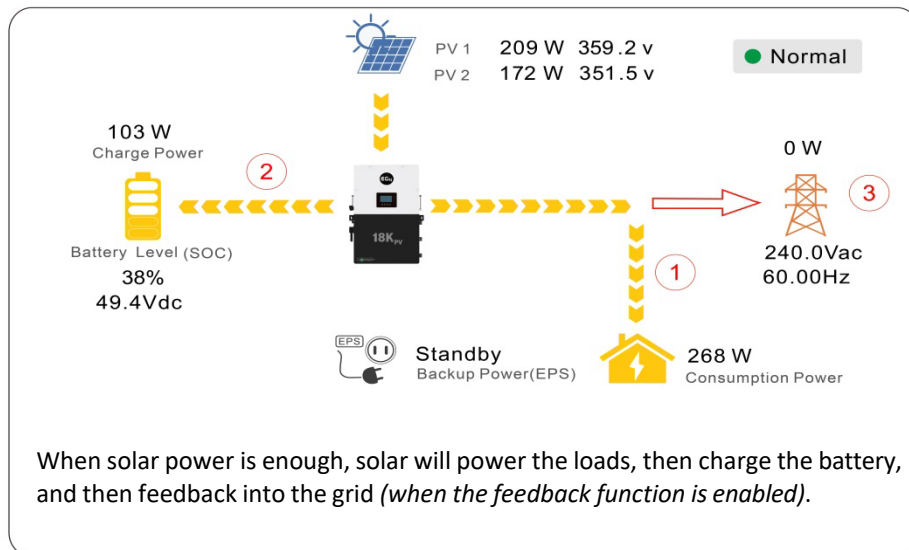 PV 1 209 W 359.2 v
PV 2 172 W 351.5 v
Normal
103 W
Charge Power
2
0 W
3
18KPV
Battery Level (SOC)
38%
49.4Vdc
240.0Vac
60.00Hz
1
EPS
Standby
Backup Power(EPS)
268 W
Consumption Power
When solar power is enough, solar will power the loads, then charge the battery,
and then feedback into the grid (when the feedback function is enabled).